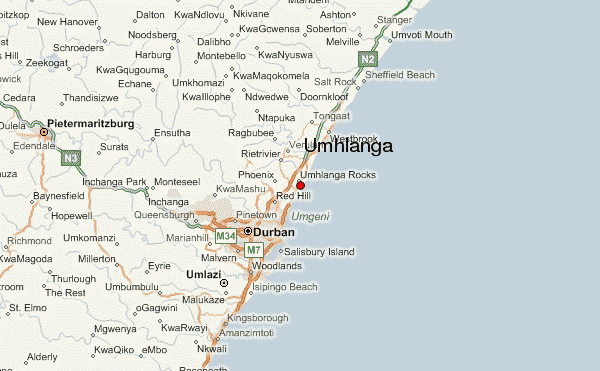 Dalton
KwaNdlovu
Nkivane
Ashton
Stanger
New Hanover
KwaGcwensa
Soberton
Umvoti Mouth
Noodsberg
Dalibho
Melville
Schroeders
Harburg
Montebello
KwaNyuswa
N2
Zeekogat
KwaGqugouma
KwaMaqokomela
Sheffield Beach
Echane
Umkhomazi
Salt Rock
Cedara
Thandisizwe
KwaIllophe
Ndwedwe
Doornkloof
Ntapuka
Tongaat
Pietermaritzburg
Ensutha
Ragbubee
Westbrook
Edendale
Surats
Umhlanga
Rietrivier
N3
Phoenix
Umhlanga Rocks
Inchanga Park
Monteseel
KwaMashu
Red Hill
Baynesfield
Inchanga
Hopewell
Queensburgh
Pinetown
Umgeni
Umkomanzi
Marianhill
M34
Durban
Richmond
KwaMagoda
Millerton
Malvern
M7
Salisbury Island
Eyrie
Woodlands
Thurlough
Umlazi
The Rest
Umbumbulu
Isipingo Beach
Malukaze
St. Elmo
oGagwini
Kingsborough
Mgwenya
KwaRwayi
Amanzimtoti
KwaQiko
eMbo
Nkwali
Alderly